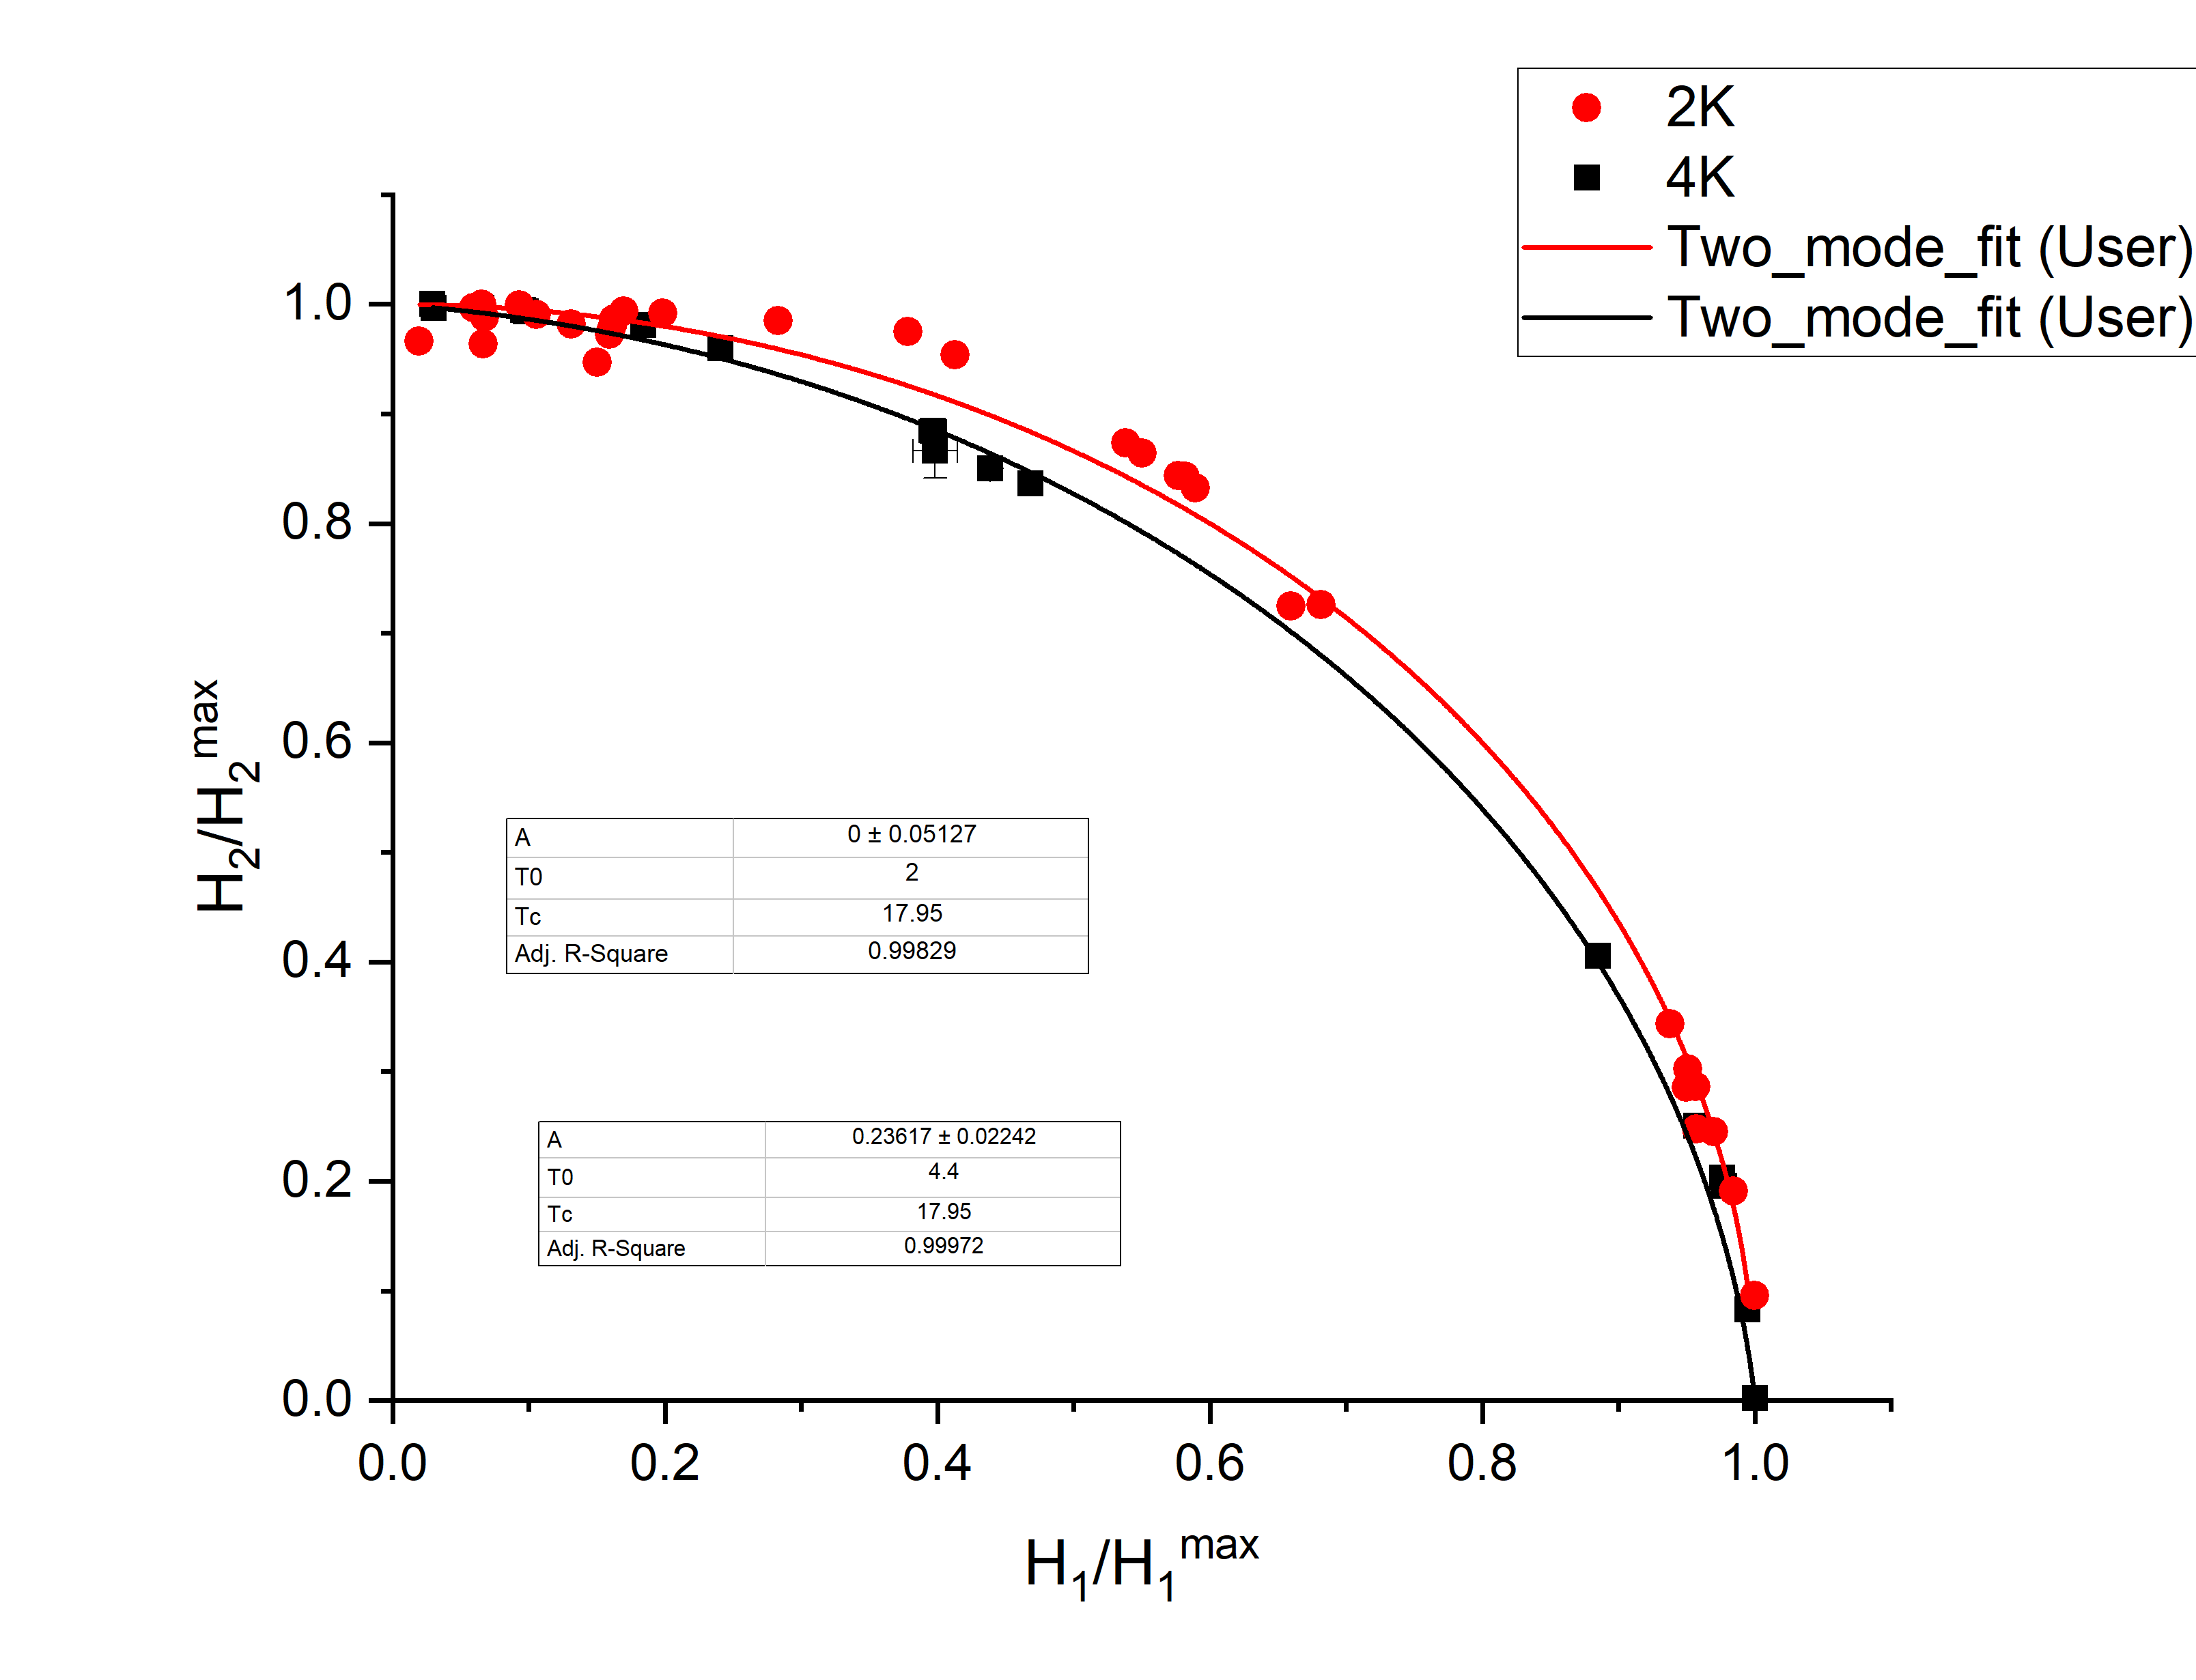 2K
4K
Two_mode_fit (User)
Two_mode_fit (User)
1.0
0.8
0.6
0.4
0.2
0.0
H₂/H₂ᵐᵃˣ
A 0 ± 0.05127
T0 2
Tc 17.95
Adj. R-Square 0.99829
A 0.23617 ± 0.02242
T0 4.4
Tc 17.95
Adj. R-Square 0.99972
0.0 0.2 0.4 0.6 0.8 1.0
H₁/H₁ᵐᵃˣ